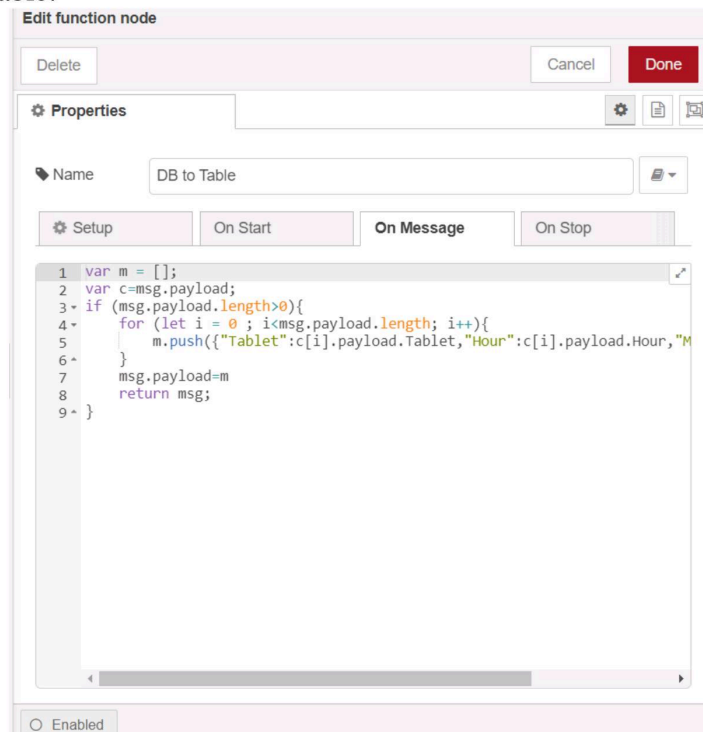 Edit function node
Delete
Cancel
Done
Properties
Name
DB to Table
Setup
On Start
On Message
On Stop
1 var m = [];
2 var c=msg.payload;
3 if (msg.payload.length>0){
4 for (let i = 0 ; i<msg.payload.length; i++){
5 m.push({"Tablet":c[i].payload.Tablet,"Hour":c[i].payload.Hour,"M
6 }
7 msg.payload=m
8 return msg;
9 }
Enabled